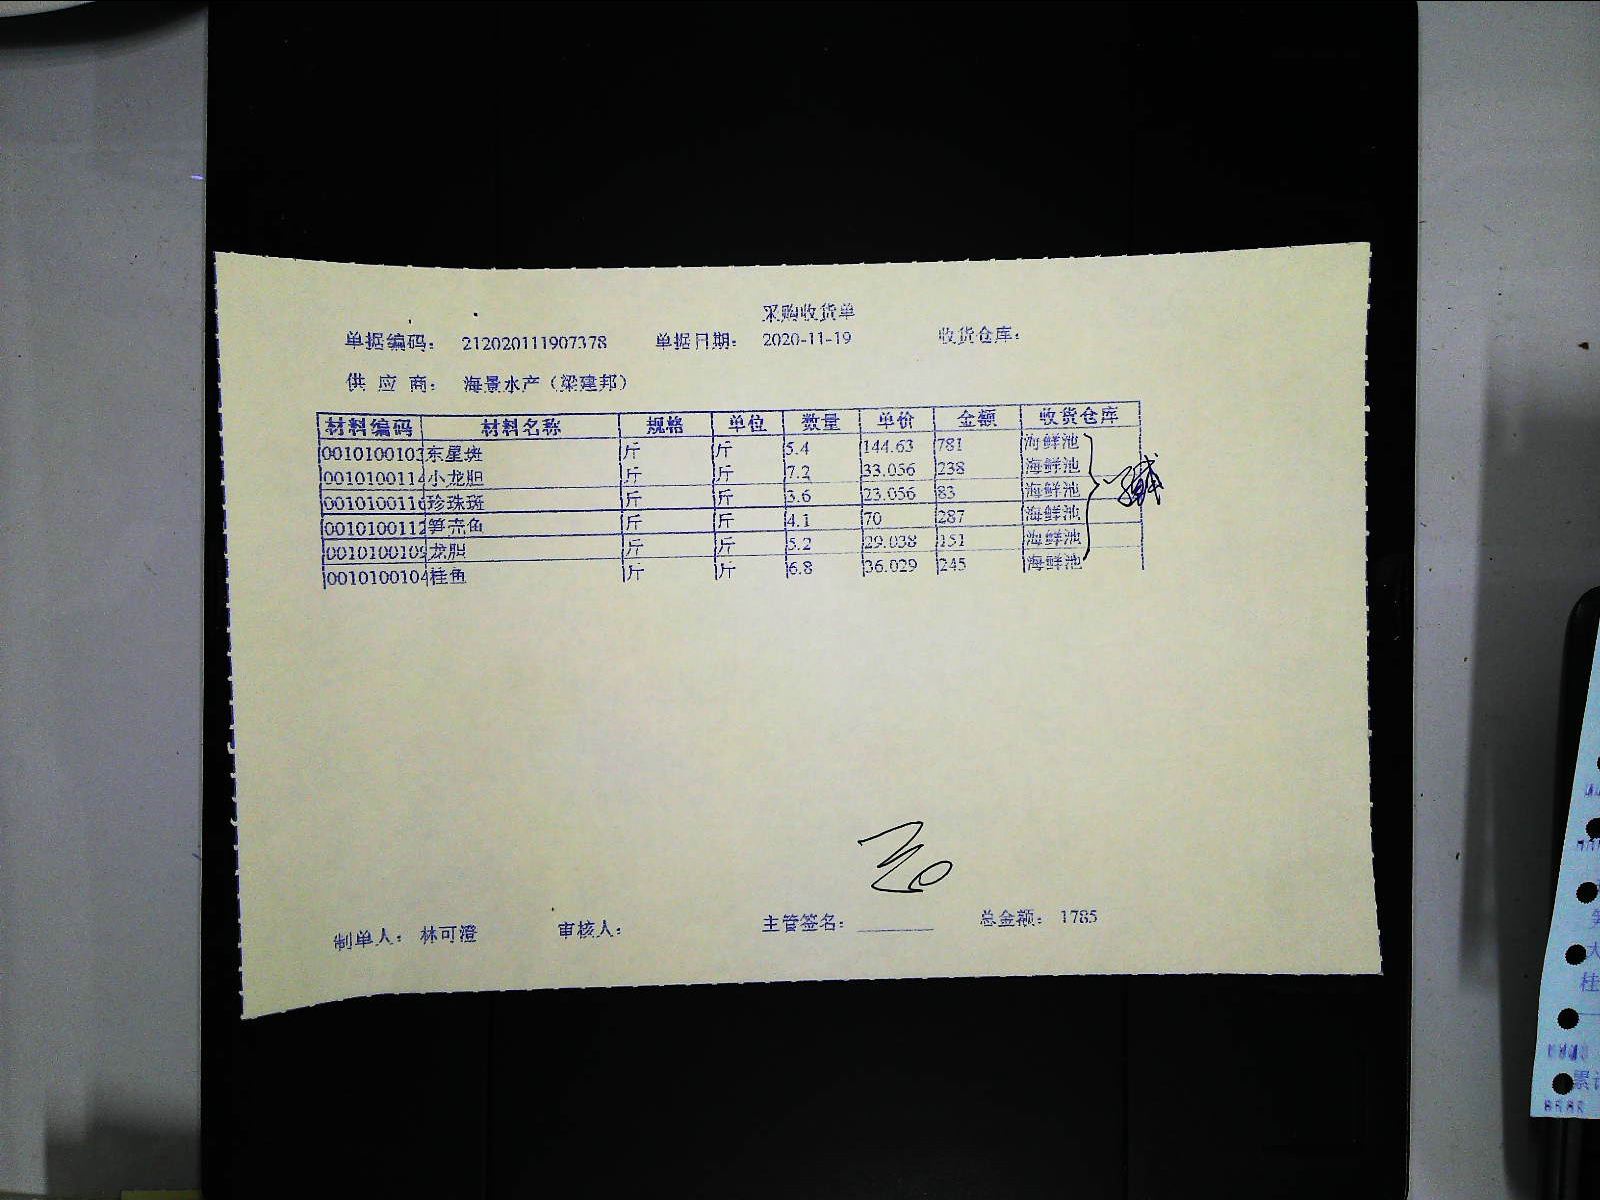 采购收货单
单据编码： 212020111907378 单据日期： 2020-11-19 收货仓库：
供 应 商： 海景水产（梁建邦）
材料编码 材料名称 规格 单位 数量 单价 金额 收货仓库
0010100103 东星斑 斤 斤 5.4 144.63 781 海鲜池
001010011 小龙胆 斤 斤 7.2 33.056 238 海鲜池
001010011 珍珠斑 斤 斤 3.6 23.056 83 海鲜池
0010100112 笋壳鱼 斤 斤 4.1 70 287 海鲜池
0010100109 龙胆 斤 斤 5.2 29.038 151 海鲜池
0010100104 桂鱼 斤 斤 6.8 36.029 245 海鲜池
制单人： 林可澄 审核人： 主管签名： 总金额： 1785
大
桂
累